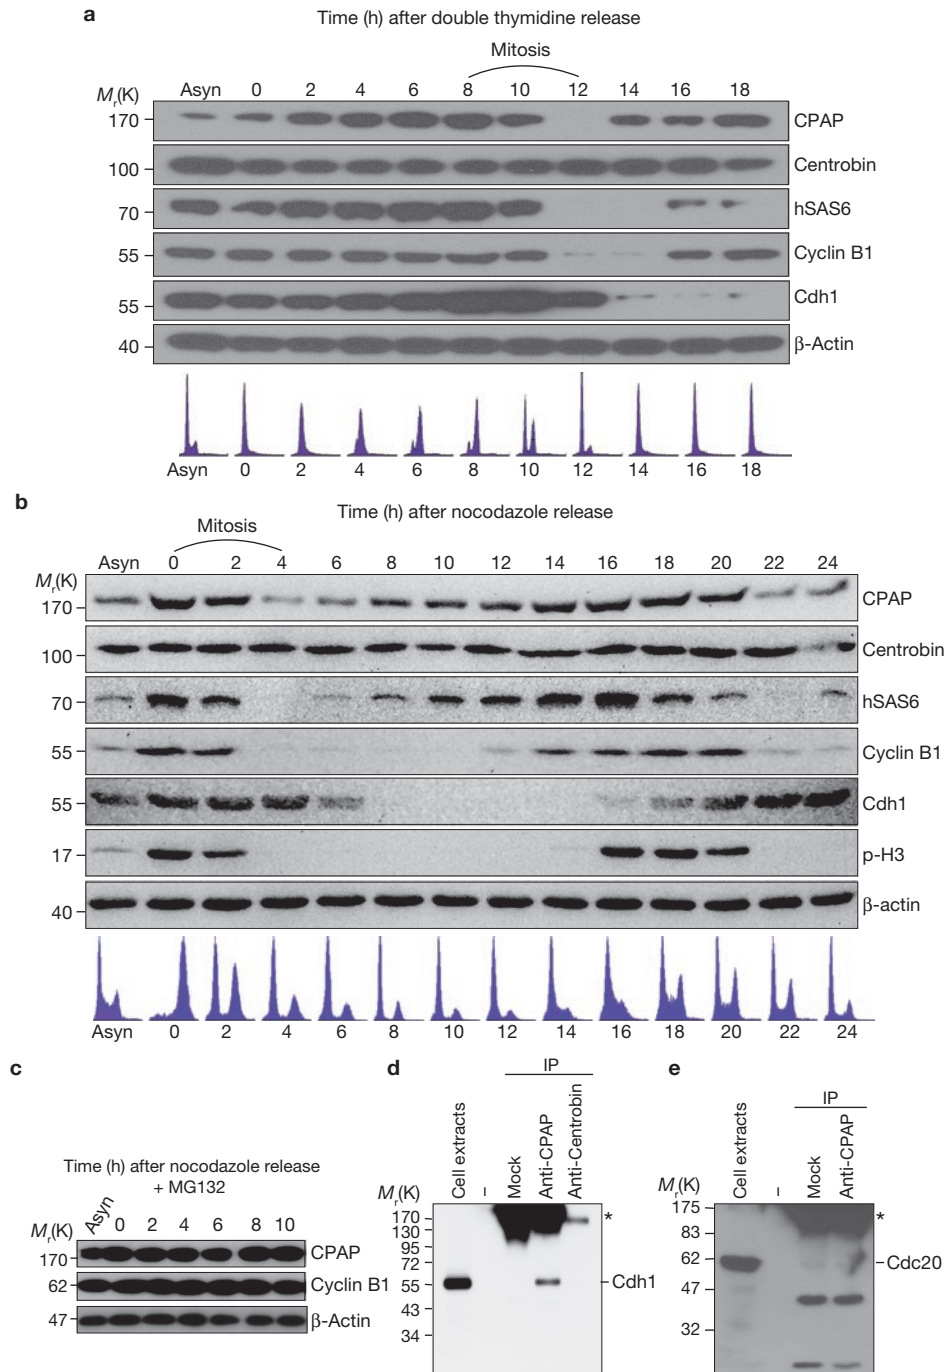 a
Time (h) after double thymidine release
Mitosis
Mr(K) Asyn 0 2 4 6 8 10 12 14 16 18
170 CPAP
100 Centrobin
70 hSAS6
55 Cyclin B1
55 Cdh1
40 β-Actin
Asyn 0 2 4 6 8 10 12 14 16 18
b
Time (h) after nocodazole release
Mitosis
Mr(K) Asyn 0 2 4 6 8 10 12 14 16 18 20 22 24
170 CPAP
100 Centrobin
70 hSAS6
55 Cyclin B1
55 Cdh1
17 p-H3
40 β-actin
Asyn 0 2 4 6 8 10 12 14 16 18 20 22 24
c
Time (h) after nocodazole release
+ MG132
Mr(K) Asyn 0 2 4 6 8 10
170 CPAP
62 Cyclin B1
47 β-Actin
d
IP
Cell extracts
–
Mock
Anti-CPAP
Anti-Centrobin
Mr(K)
170 *
130
95
72
55 Cdh1
43
34
e
IP
Cell extracts
–
Mock
Anti-CPAP
Mr(K)
175 *
83
62 Cdc20
47
32